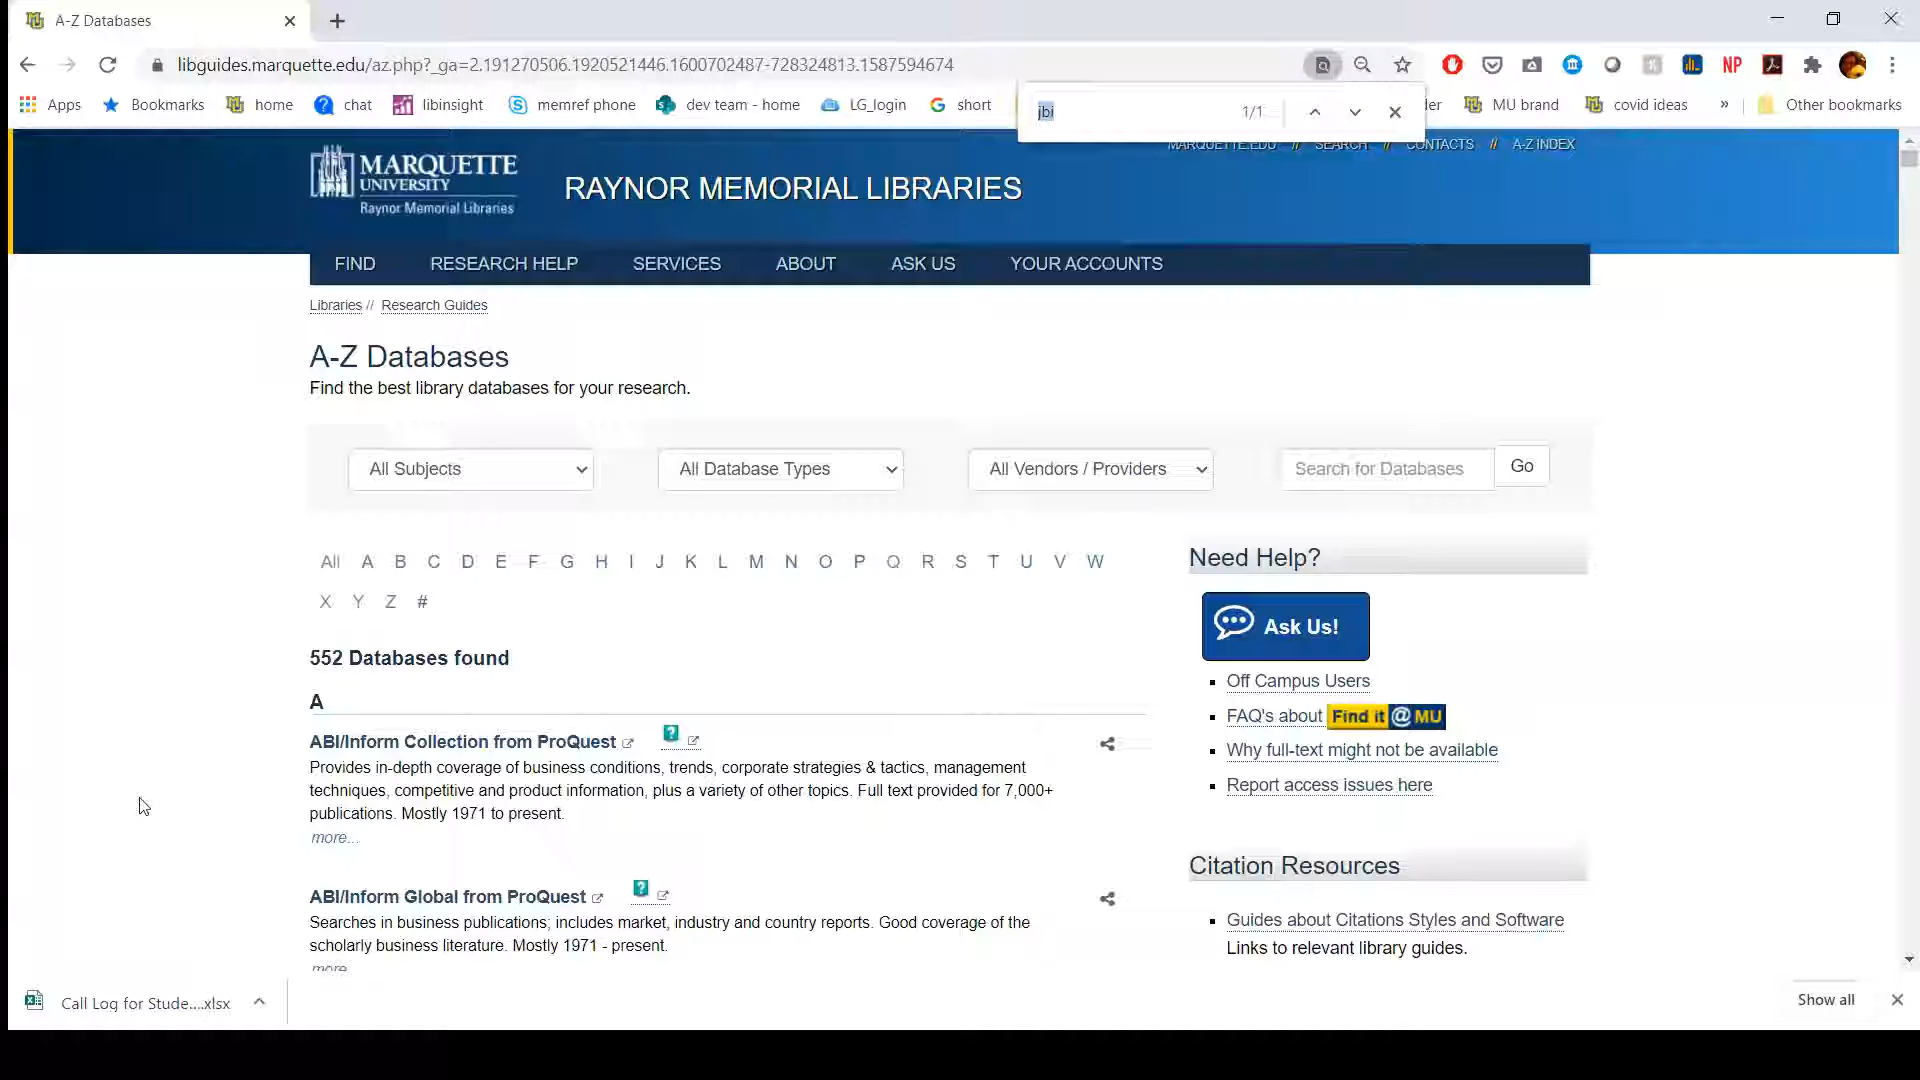 A-Z Databases
libguides.marquette.edu/az.php?_ga=2.191270506.1920521446.1600702487-728324813.1587594674
NP
Apps Bookmarks home chat libinsight memref phone dev team - home LG_login short der MU brand covid ideas » Other bookmarks
jbi 1/1
MARQUETTE.EDU // SEARCH // CONTACTS // A-Z INDEX
MARQUETTE
UNIVERSITY
Raynor Memorial Libraries
RAYNOR MEMORIAL LIBRARIES
FIND RESEARCH HELP SERVICES ABOUT ASK US YOUR ACCOUNTS
Libraries // Research Guides
A-Z Databases
Find the best library databases for your research.
All Subjects All Database Types All Vendors / Providers Search for Databases Go
All A B C D E F G H I J K L M N O P Q R S T U V W
X Y Z #
552 Databases found
A
ABI/Inform Collection from ProQuest ?
Provides in-depth coverage of business conditions, trends, corporate strategies & tactics, management
techniques, competitive and product information, plus a variety of other topics. Full text provided for 7,000+
publications. Mostly 1971 to present.
more...
ABI/Inform Global from ProQuest ?
Searches in business publications; includes market, industry and country reports. Good coverage of the
scholarly business literature. Mostly 1971 - present.
more
Need Help?
Ask Us!
Off Campus Users
FAQ's about Find it @ MU
Why full-text might not be available
Report access issues here
Citation Resources
Guides about Citations Styles and Software
Links to relevant library guides.
Call Log for Stude....xlsx
Show all